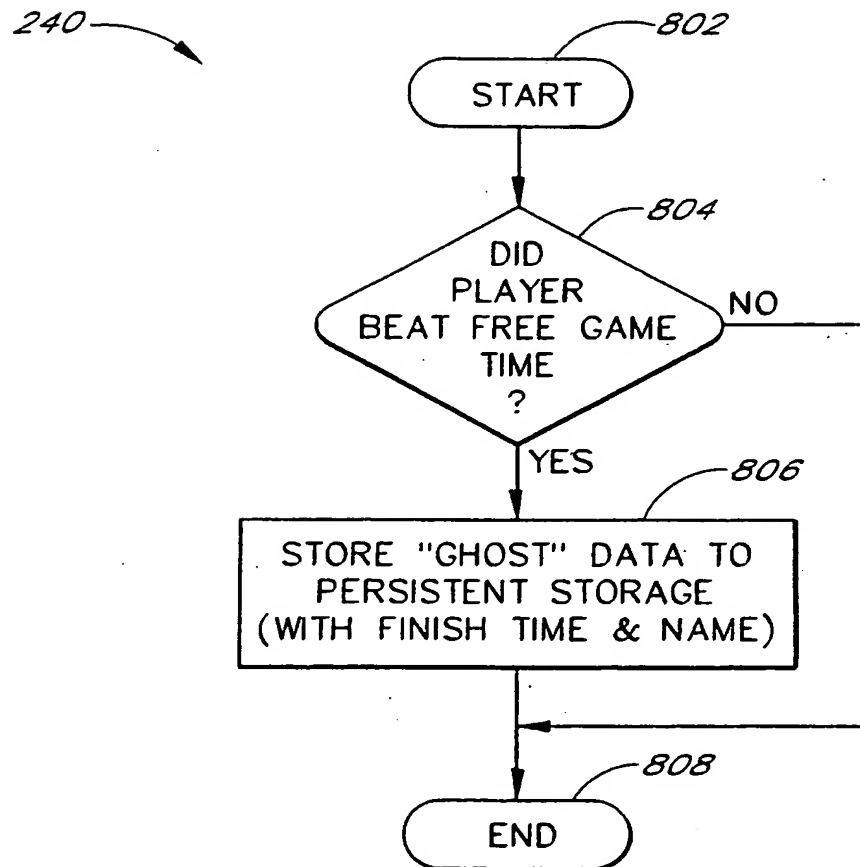 240
802
START
804
DID
PLAYER
BEAT FREE GAME
TIME
?
NO
YES
806
STORE "GHOST" DATA TO
PERSISTENT STORAGE
(WITH FINISH TIME & NAME)
808
END